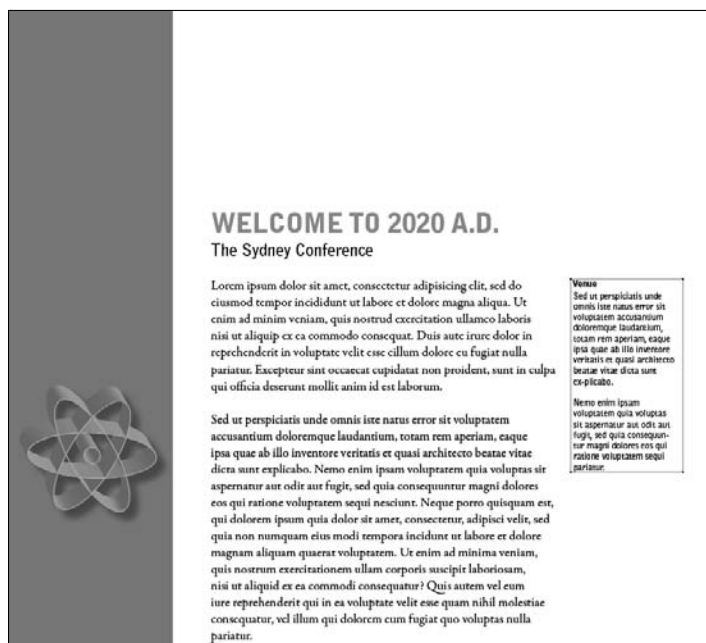 WELCOME TO 2020 A.D.
The Sydney Conference
Lorem ipsum dolor sit amet, consectetur adipisicing elit, sed do
eiusmod tempor incididunt ut labore et dolore magna aliqua. Ut
enim ad minim veniam, quis nostrud exercitation ullamco laboris
nisi ut aliquip ex ea commodo consequat. Duis aute irure dolor in
reprehenderit in voluptate velit esse cillum dolore eu fugiat nulla
pariatur. Excepteur sint occaecat cupidatat non proident, sunt in culpa
qui officia deserunt mollit anim id est laborum.
Sed ut perspiciatis unde omnis iste natus error sit voluptatem
accusantium doloremque laudantium, totam rem aperiam, eaque
ipsa quae ab illo inventore veritatis et quasi architecto beatae vitae
dicta sunt explicabo. Nemo enim ipsam voluptatem quia voluptas sit
aspernatur aut odit aut fugit, sed quia consequuntur magni dolores
eos qui ratione voluptatem sequi nesciunt. Neque porro quisquam est,
qui dolorem ipsum quia dolor sit amet, consectetur, adipisci velit, sed
quia non numquam eius modi tempora incidunt ut labore et dolore
magnam aliquam quaerat voluptatem. Ut enim ad minima veniam,
quis nostrum exercitationem ullam corporis suscipit laboriosam,
nisi ut aliquid ex ea commodi consequatur? Quis autem vel eum
iure reprehenderit qui in ea voluptate velit esse quam nihil molestiae
consequatur, vel illum qui dolorem eum fugiat quo voluptas nulla
pariatur.
Venue
Sed ut perspiciatis unde
omnis iste natus error sit
voluptatem accusantium
doloremque laudantium,
totam rem aperiam, eaque
ipsa quae ab illo inventore
veritatis et quasi architecto
beatae vitae dicta sunt
ex-plicabo.
Nemo enim ipsam
voluptatem quia voluptas
sit aspernatur aut odit aut
fugit, sed quia consequun-
tur magni dolores eos qui
ratione voluptatem sequi
pariatur.